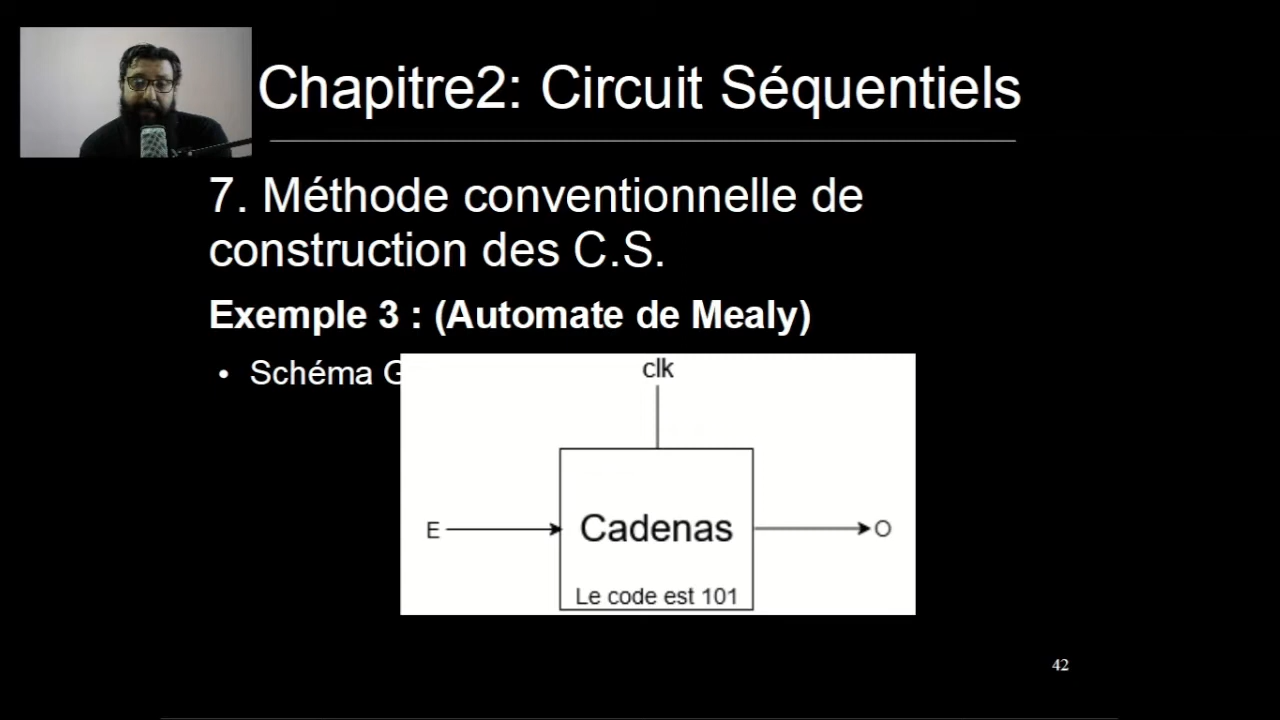 Chapitre2: Circuit Séquentiels
7. Méthode conventionnelle de
construction des C.S.
Exemple 3 : (Automate de Mealy)
• Schéma G
clk
E
Cadenas
O
Le code est 101
42